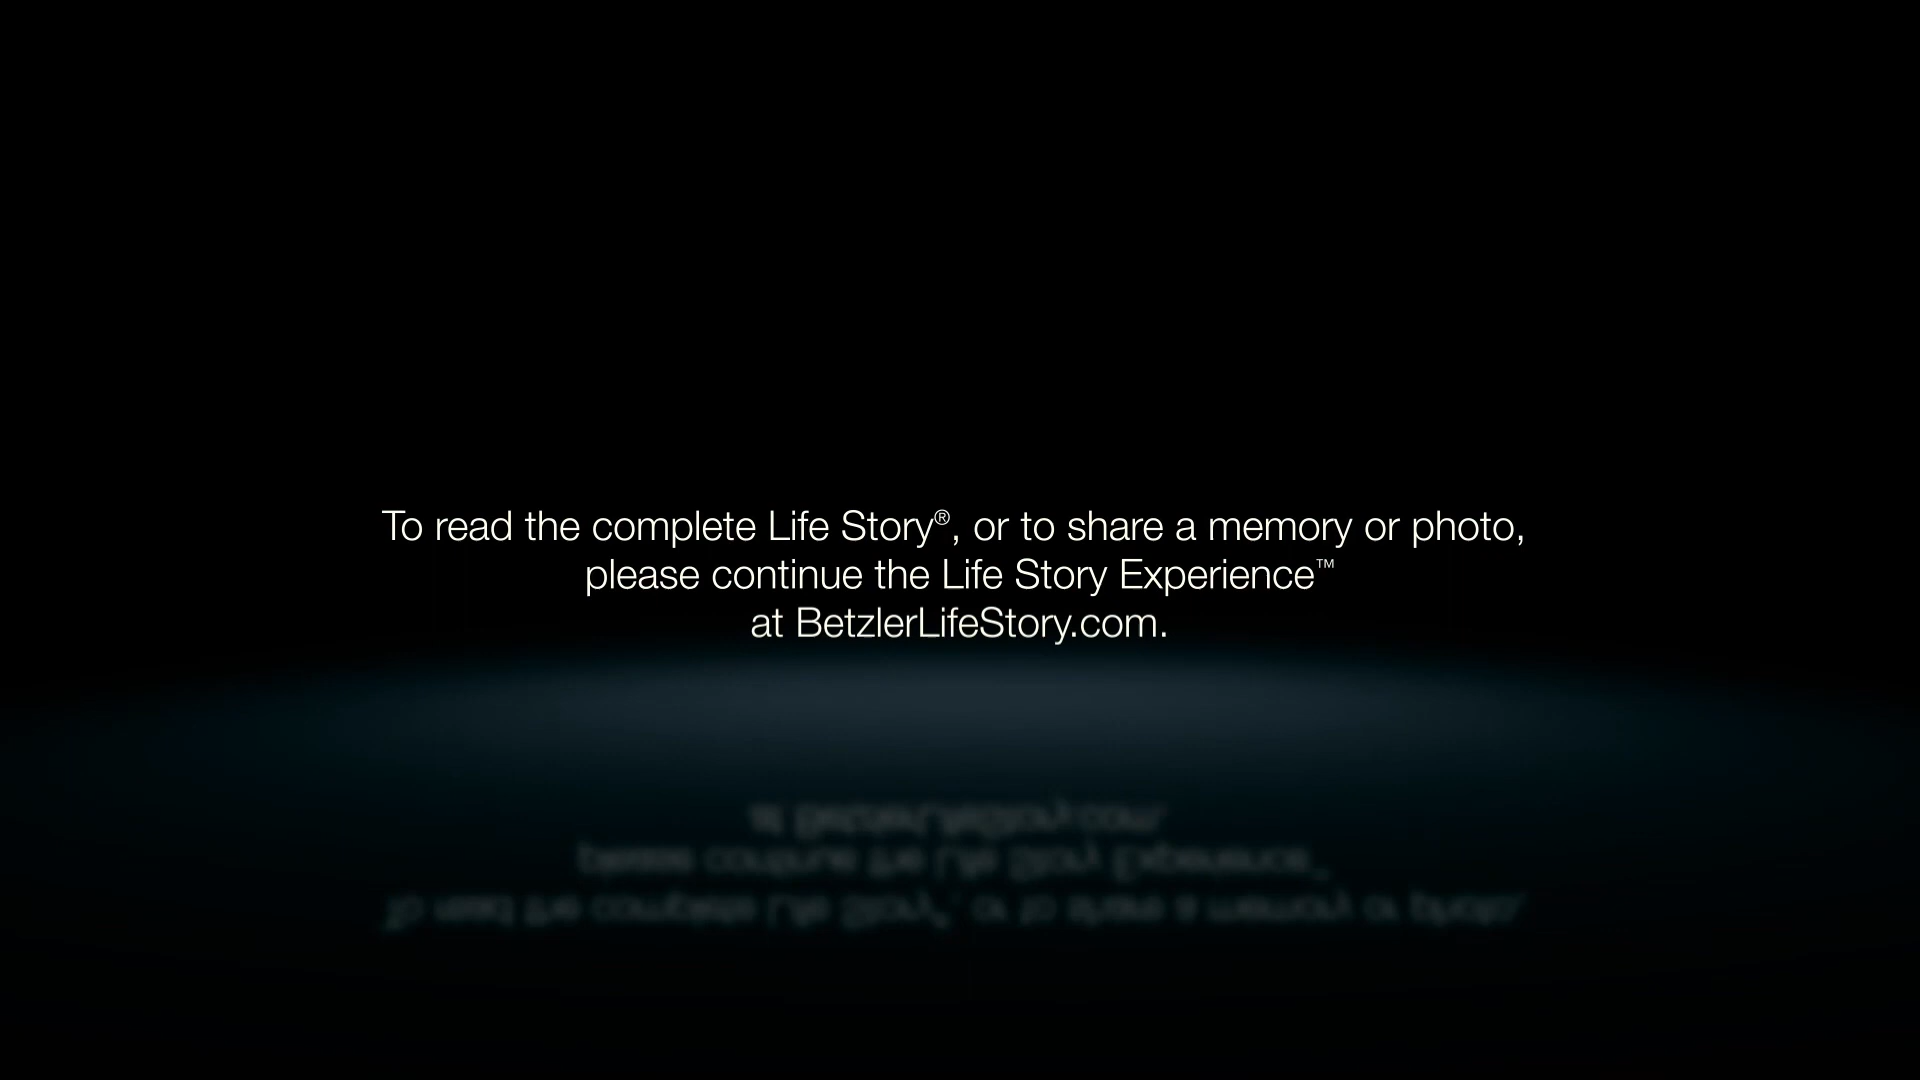 To read the complete Life Story®, or to share a memory or photo,
please continue the Life Story Experience™
at BetzlerLifeStory.com.